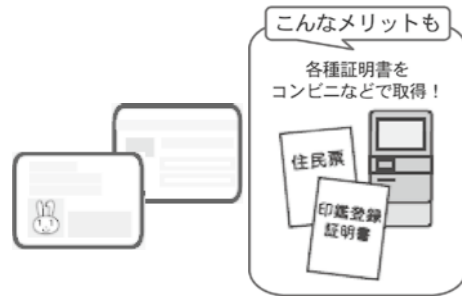 こんなメリットも
各種証明書を
コンビニなどで取得！
住民票
印鑑登録
証明書